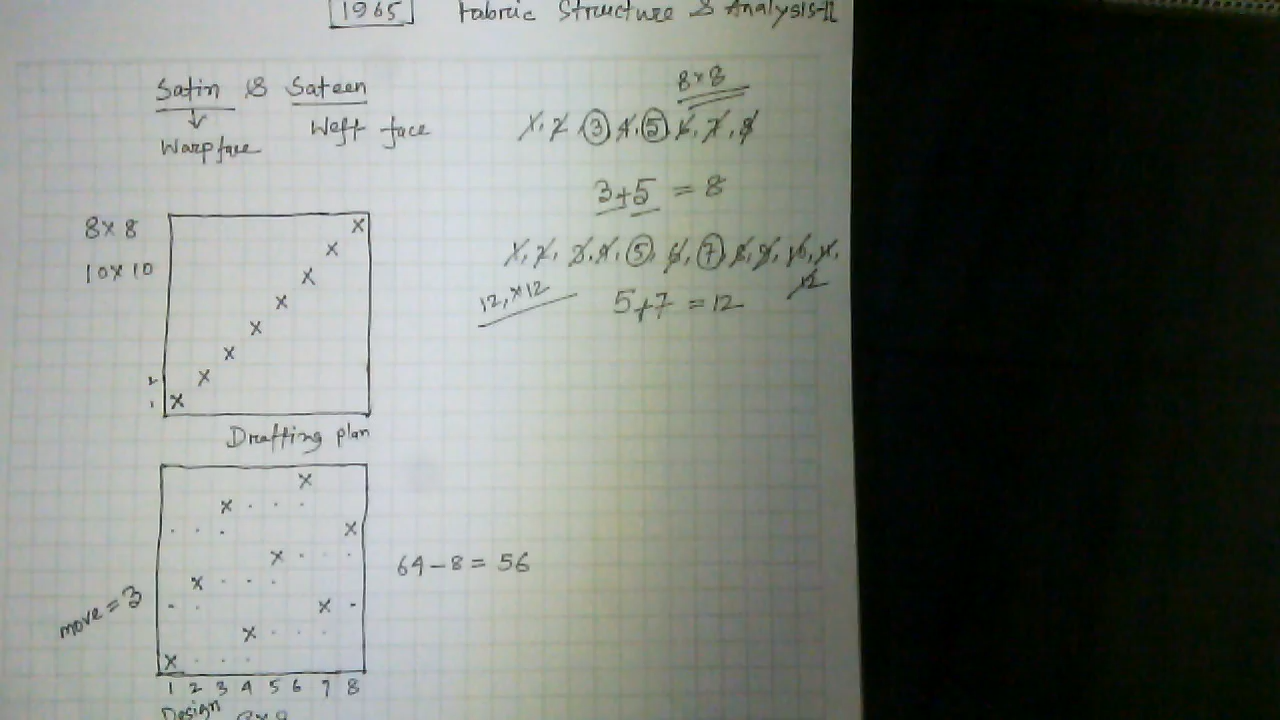 1965 Fabric Structure & Analysis-II
Satin & Sateen
Warp face
Weft face
8×8
1, 2, 3, 4, 5, 6, 7, 8
3+5 = 8
8×8
10×10
1, 2, 3, 4, 5, 6, 7, 8, 9, 10, 11,
12
12×12
5+7 = 12
2
1
Drafting plan
64-8 = 56
move = 3
1 2 3 4 5 6 7 8
Design